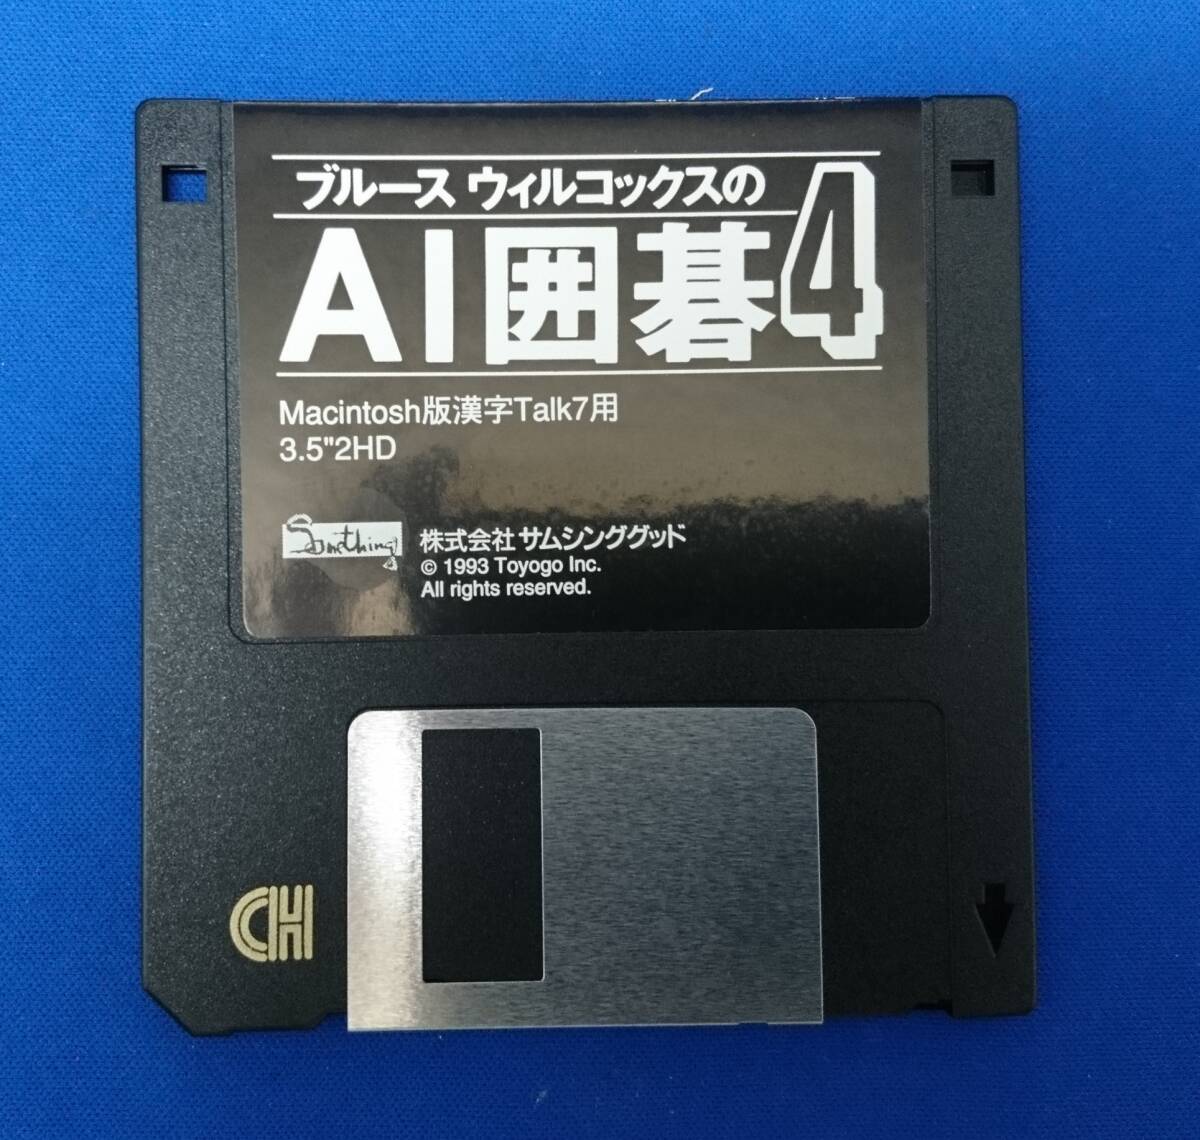 ブルース ウィルコックスの
AI囲碁4
Macintosh版漢字Talk7用
3.5"2HD
Something
株式会社サムシンググッド
© 1993 Toyogo Inc.
All rights reserved.
CH